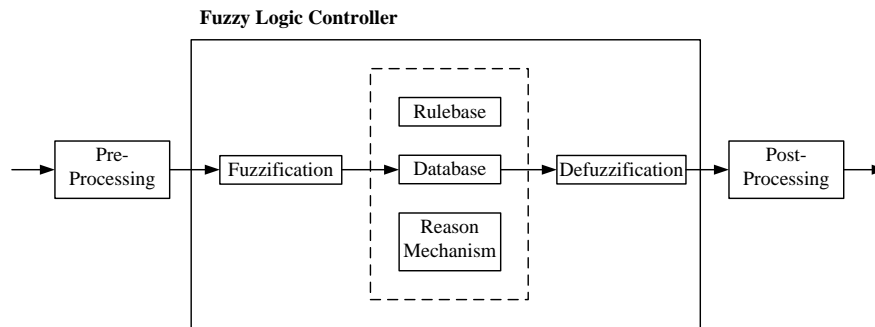 Fuzzy Logic Controller
Rulebase
Pre-
Processing
Fuzzification
Database
Defuzzification
Post-
Processing
Reason
Mechanism